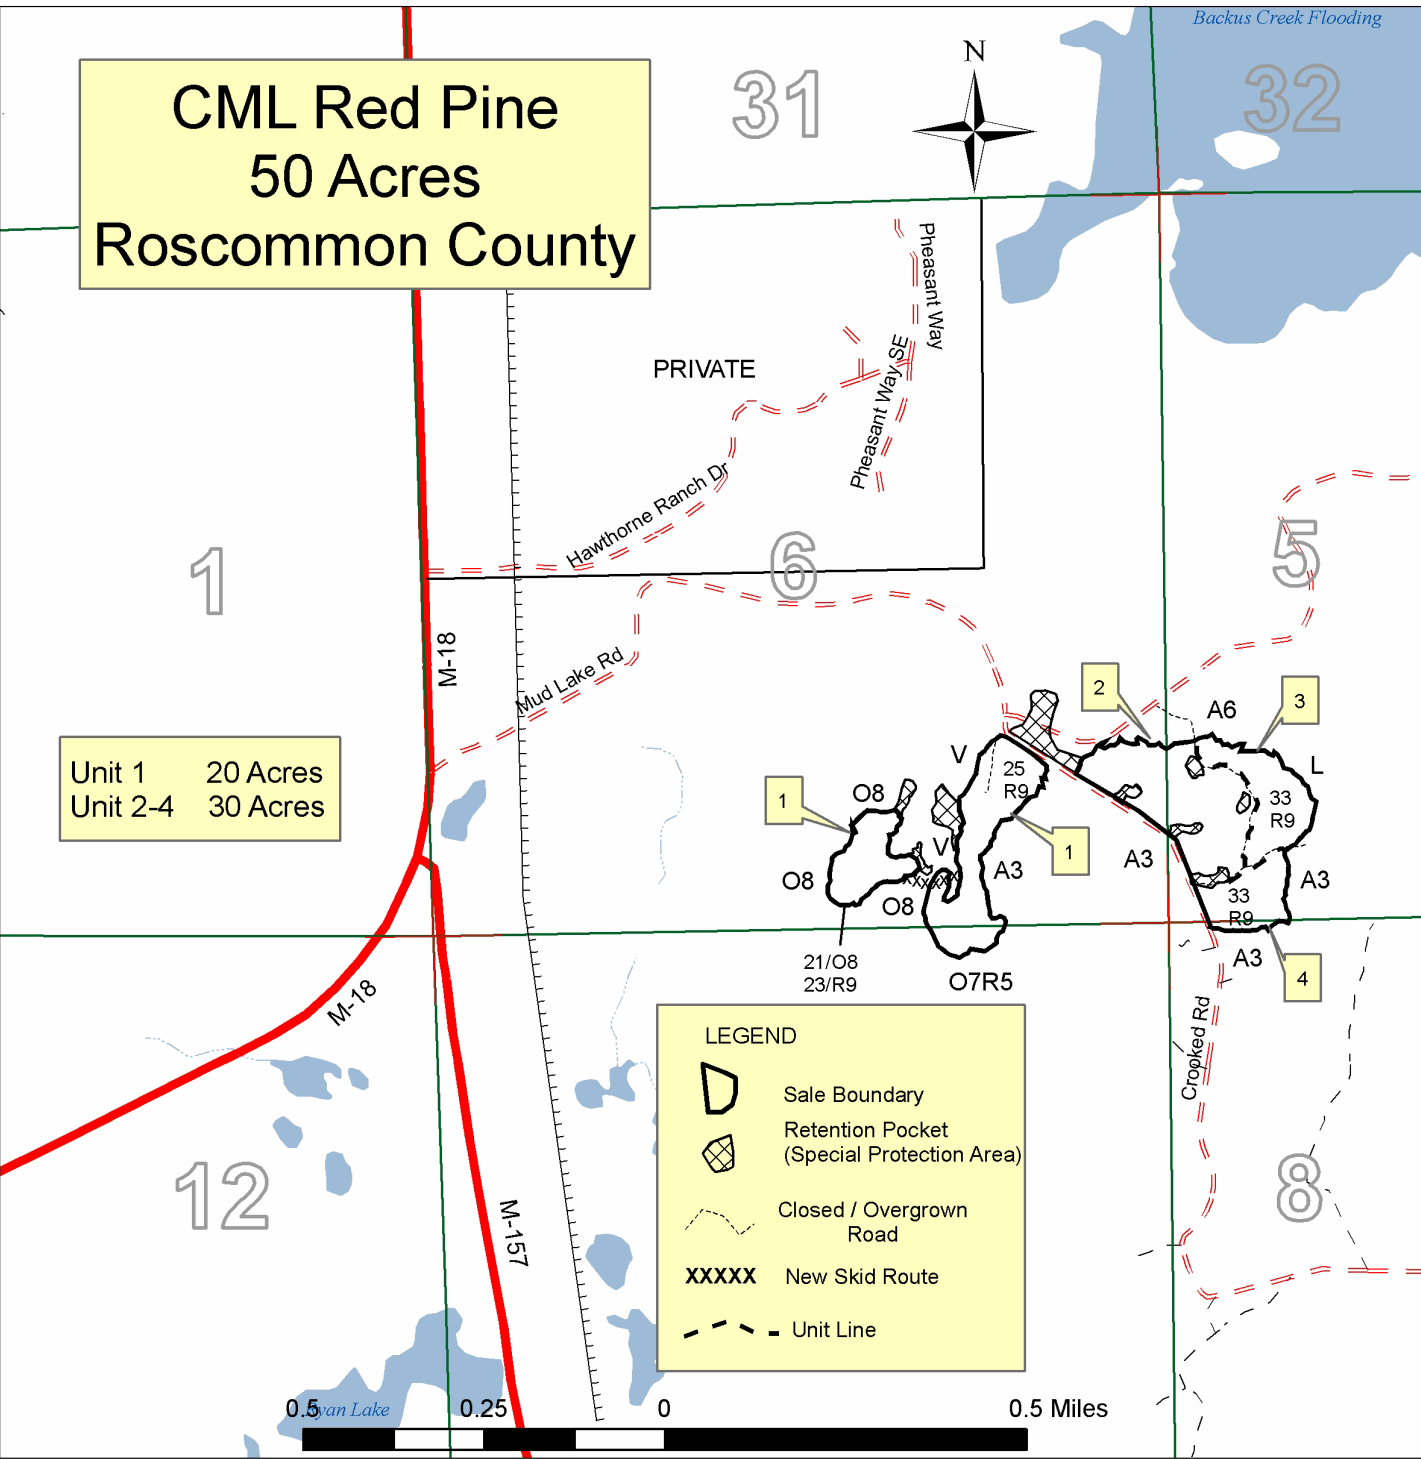 Backus Creek Flooding
N
31
32
CML Red Pine
50 Acres
Roscommon County
Pheasant Way
Pheasant Way SE
PRIVATE
Hawthorne Ranch Dr
1
6
5
M-18
Mud Lake Rd
2
A6
3
Unit 1 20 Acres
Unit 2-4 30 Acres
V
L
25
R9
1
O8
33
R9
V
1
A3
A3
A3
O8
O8
33
R9
21/O8
23/R9
O7R5
A3
4
M-18
Crooked Rd
LEGEND
Sale Boundary
Retention Pocket
(Special Protection Area)
Closed / Overgrown
Road
XXXXX New Skid Route
Unit Line
12
8
M-157
0.5 0.25 0 0.5 Miles
Lake